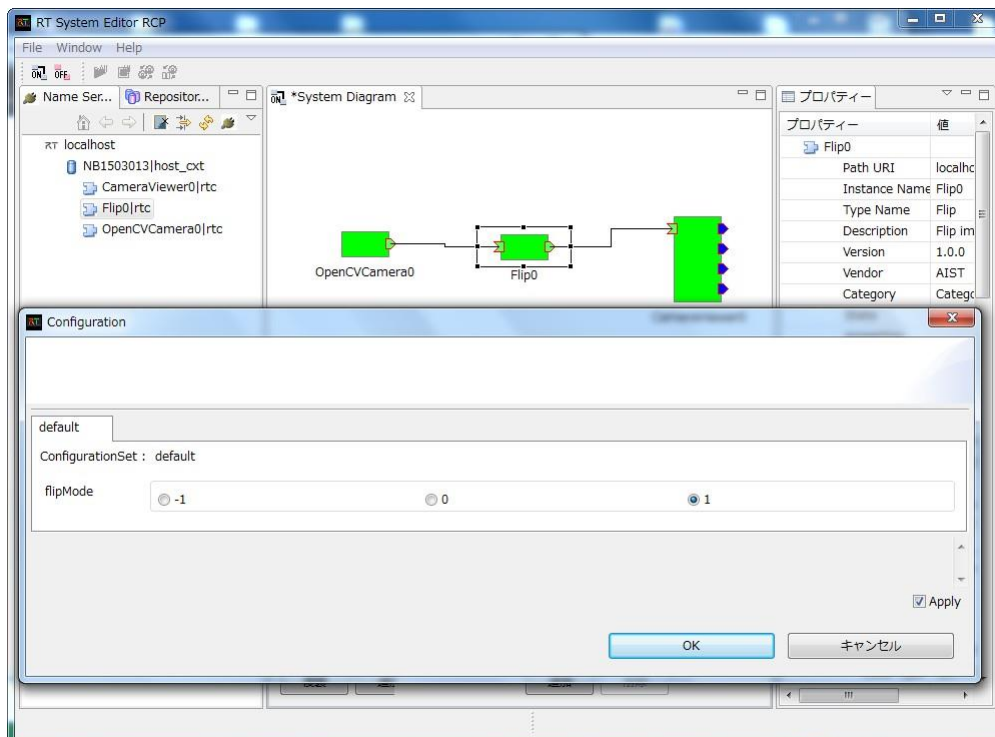 RT System Editor RCP
File Window Help
ON OFF
Name Ser... Repositor...
*System Diagram
プロパティー
RT localhost
NB1503013|host_cxt
CameraViewer0|rtc
Flip0|rtc
OpenCVCamera0|rtc
OpenCVCamera0
Flip0
プロパティー 値
Flip0
Path URI localhc
Instance Name Flip0
Type Name Flip
Description Flip im
Version 1.0.0
Vendor AIST
Category Categc
Configuration
default
ConfigurationSet : default
flipMode
-1 0 1
Apply
OK キャンセル